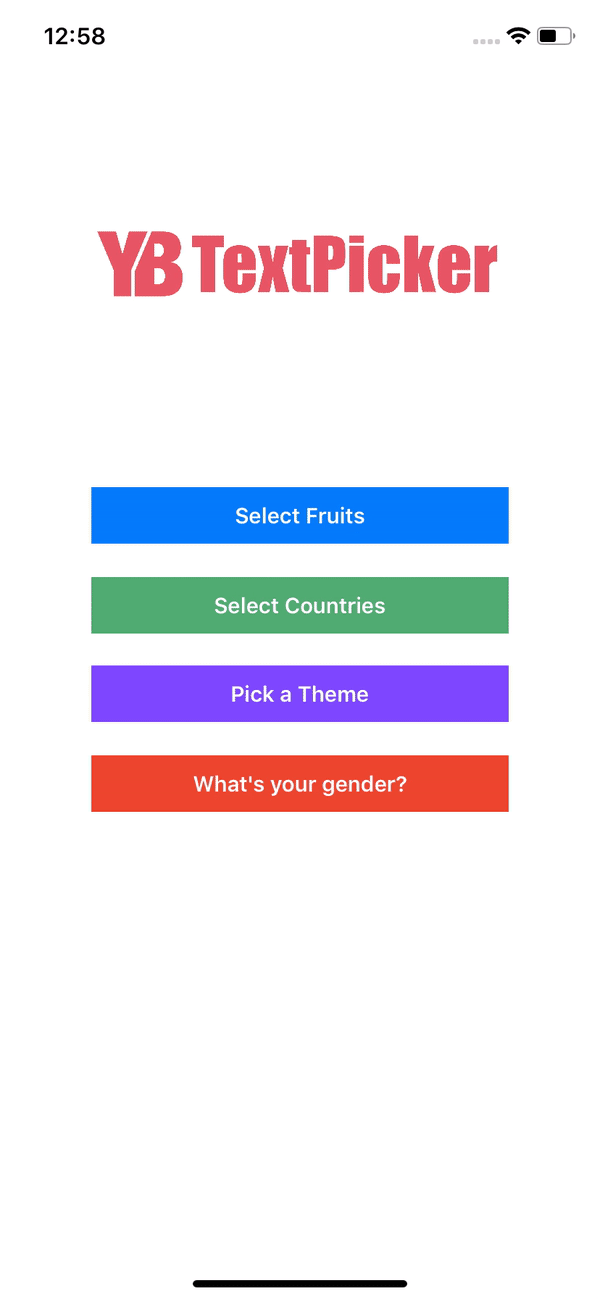 12:58
YB TextPicker
Select Fruits
Select Countries
Pick a Theme
What's your gender?